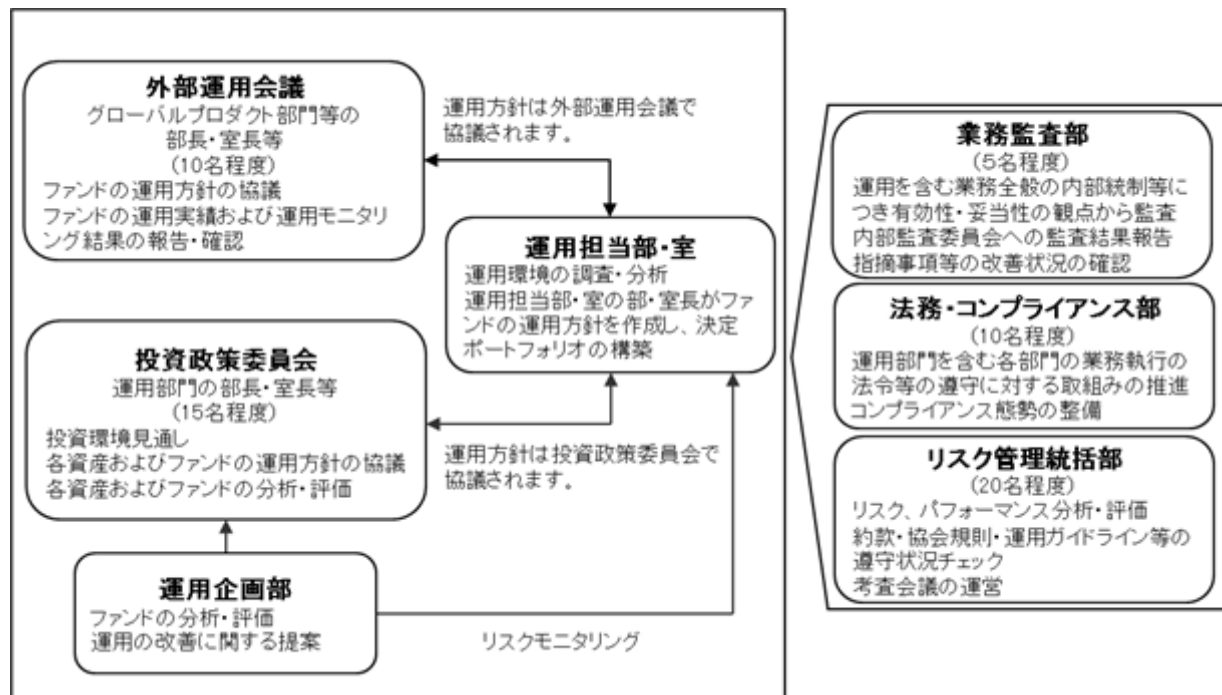 外部運用会議
グローバルプロダクト部門等の
部長・室長等
(10名程度)
ファンドの運用方針の協議
ファンドの運用実績および運用モニタリ
ング結果の報告・確認
運用方針は外部運用会議で
協議されます。
運用担当部・室
運用環境の調査・分析
運用担当部・室の部・室長がファ
ンドの運用方針を作成し、決定
ポートフォリオの構築
投資政策委員会
運用部門の部長・室長等
(15名程度)
投資環境見通し
各資産およびファンドの運用方針の協議
各資産およびファンドの分析・評価
運用方針は投資政策委員会で
協議されます。
運用企画部
ファンドの分析・評価
運用の改善に関する提案
リスクモニタリング
業務監査部
(5名程度)
運用を含む業務全般の内部統制等に
つき有効性・妥当性の観点から監査
内部監査委員会への監査結果報告
指摘事項等の改善状況の確認
法務・コンプライアンス部
(10名程度)
運用部門を含む各部門の業務執行の
法令等の遵守に対する取組みの推進
コンプライアンス態勢の整備
リスク管理統括部
(20名程度)
リスク、パフォーマンス分析・評価
約款・協会規則・運用ガイドライン等の
遵守状況チェック
考査会議の運営